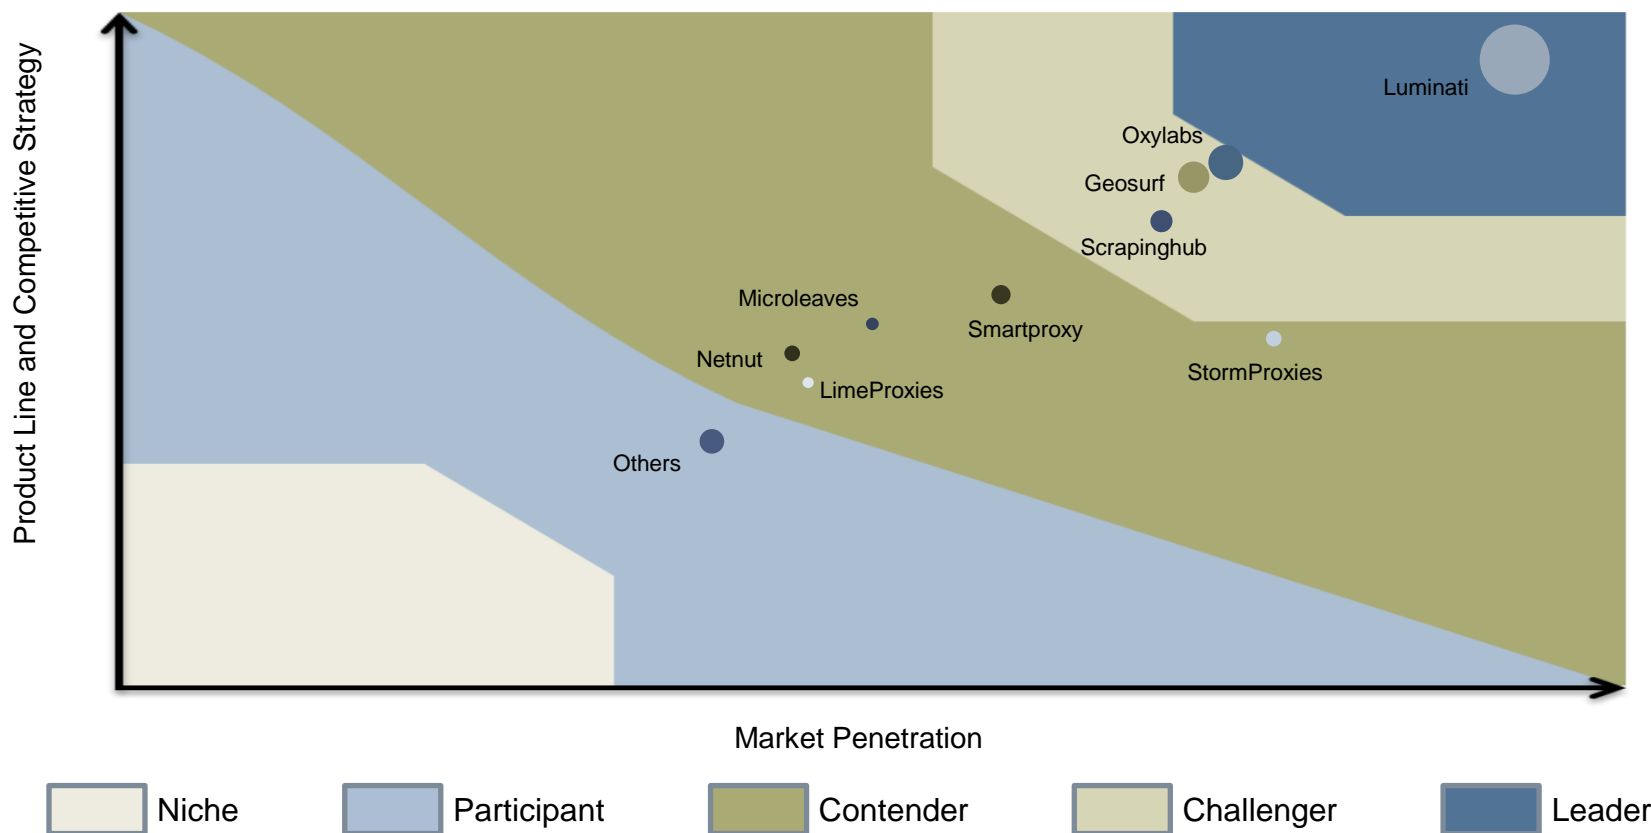 Product Line and Competitive Strategy
Luminati
Oxylabs
Geosurf
Scrapinghub
Microleaves
Smartproxy
Netnut
StormProxies
LimeProxies
Others
Market Penetration
Niche
Participant
Contender
Challenger
Leader